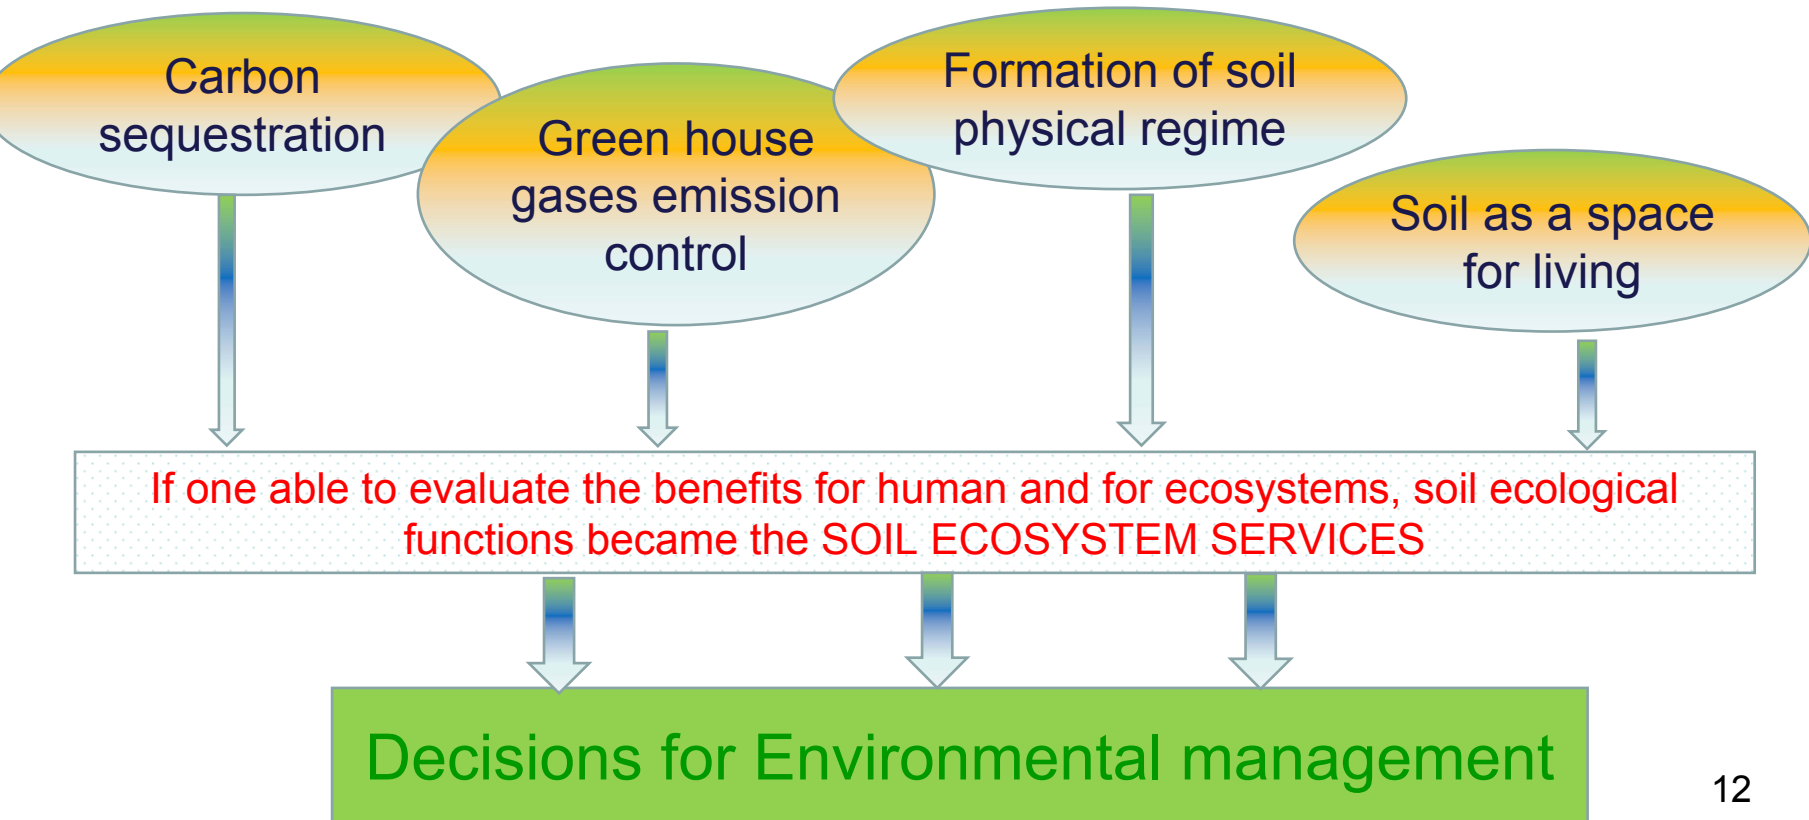 Carbon
sequestration
Green house
gases emission
control
Formation of soil
physical regime
Soil as a space
for living
If one able to evaluate the benefits for human and for ecosystems, soil ecological
functions became the SOIL ECOSYSTEM SERVICES
Decisions for Environmental management
12